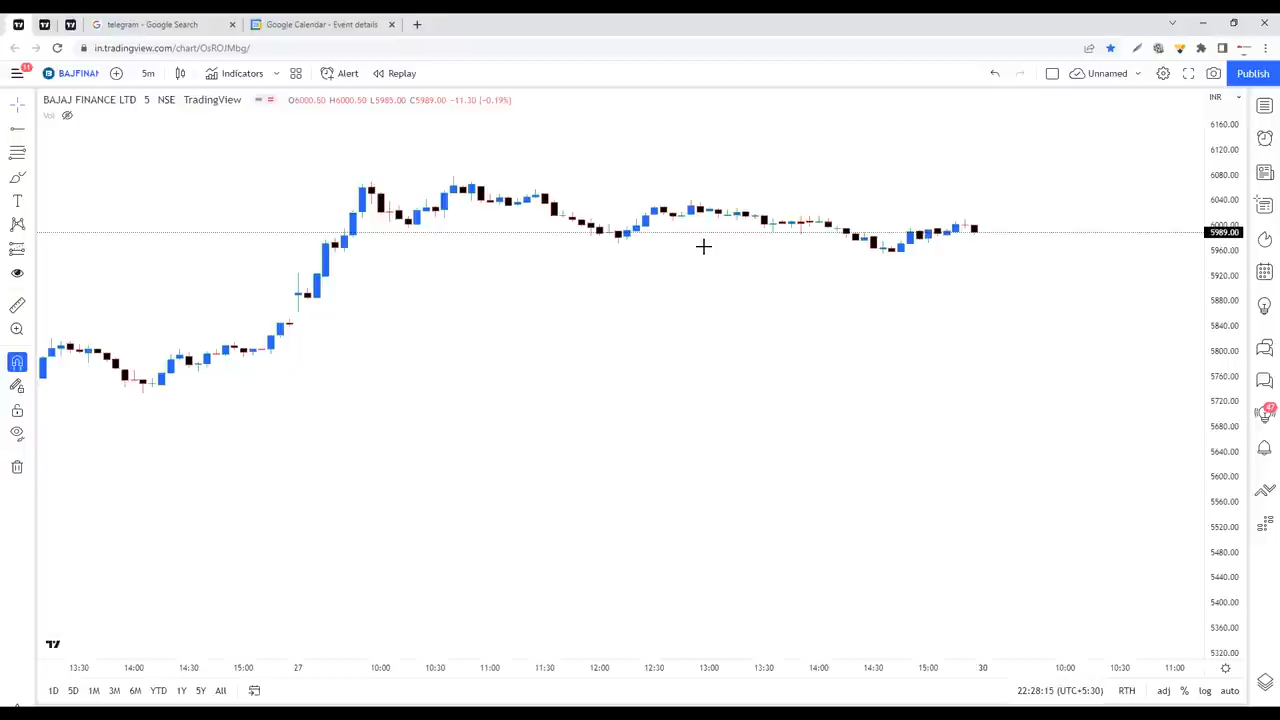 telegram - Google Search
Google Calendar - Event details
in.tradingview.com/chart/OsROJMbg/
11
BAJFINAN
5m
Indicators
Alert
Replay
Unnamed
Publish
BAJAJ FINANCE LTD 5 NSE TradingView
O6000.50 H6000.50 L5985.00 C5989.00 −11.30 (−0.19%)
INR
Vol
6160.00
6120.00
6080.00
6040.00
6000.00
5989.00
5960.00
5920.00
5880.00
5840.00
5800.00
5760.00
5720.00
5680.00
5640.00
5600.00
5560.00
5520.00
5480.00
5440.00
5400.00
5360.00
5320.00
47
13:30 14:00 14:30 15:00 27 10:00 10:30 11:00 11:30 12:00 12:30 13:00 13:30 14:00 14:30 15:00 30 10:00 10:30 11:00
1D 5D 1M 3M 6M YTD 1Y 5Y All
22:28:15 (UTC+5:30) RTH adj % log auto